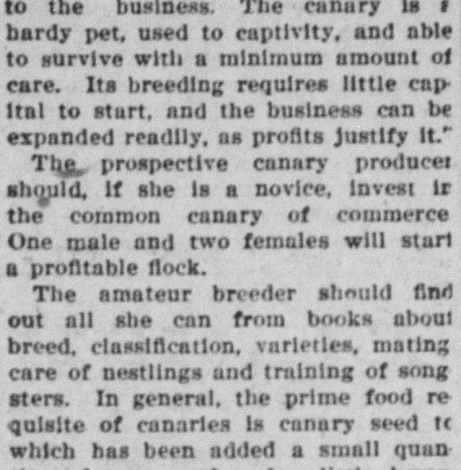 to the business. The canary is a
hardy pet, used to captivity, and able
to survive with a minimum amount of
care. Its breeding requires little cap-
ital to start, and the business can be
expanded readily, as profits justify it."
The prospective canary producer
should, if she is a novice, invest in
the common canary of commerce
One male and two females will start
a profitable flock.
The amateur breeder should find
out all she can from books about
breed, classification, varieties, mating
care of nestlings and training of song
sters. In general, the prime food re
quisite of canaries is canary seed to
which has been added a small quan-